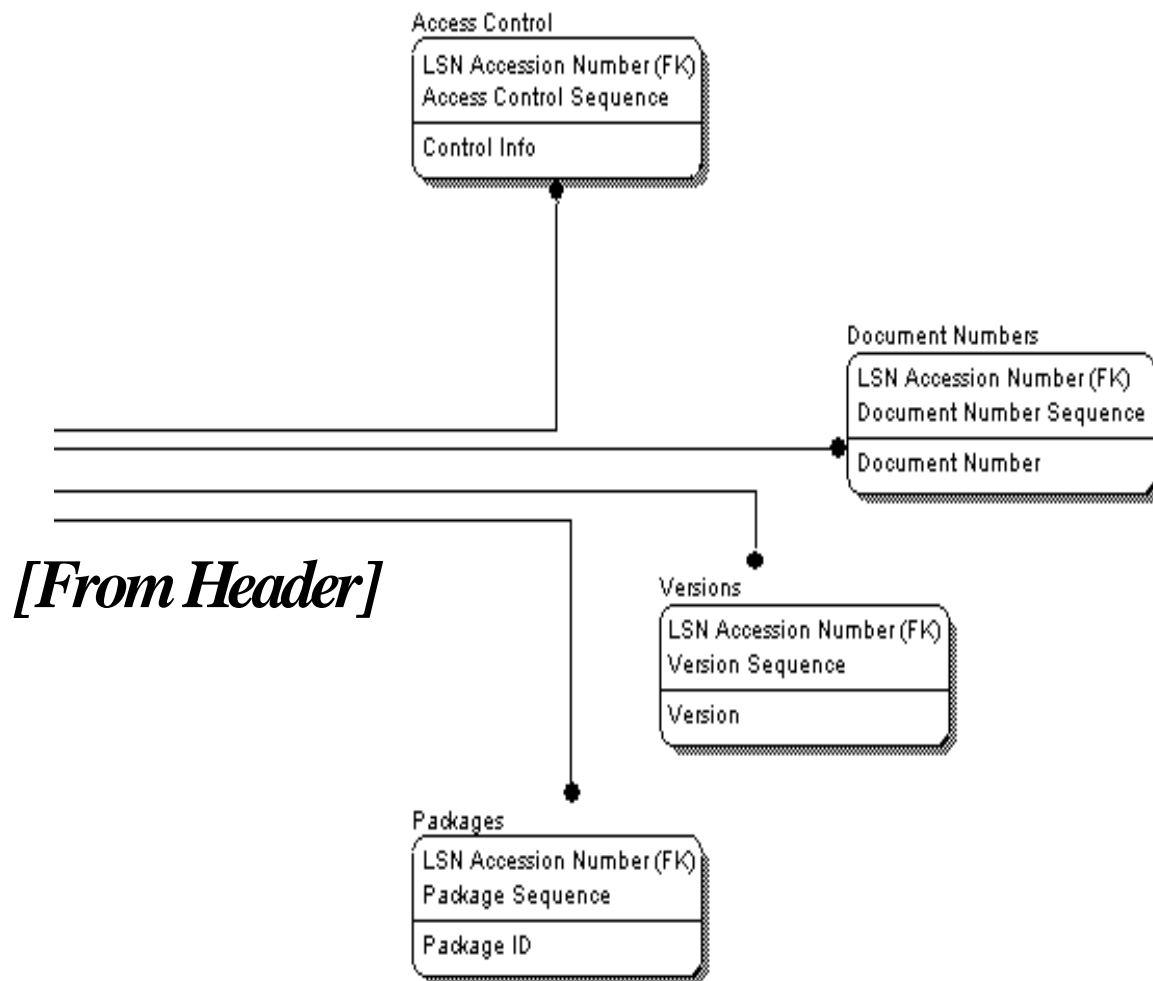 Access Control
LSN Accession Number (FK)
Access Control Sequence
Control Info
Document Numbers
LSN Accession Number (FK)
Document Number Sequence
Document Number
[From Header]
Versions
LSN Accession Number (FK)
Version Sequence
Version
Packages
LSN Accession Number (FK)
Package Sequence
Package ID